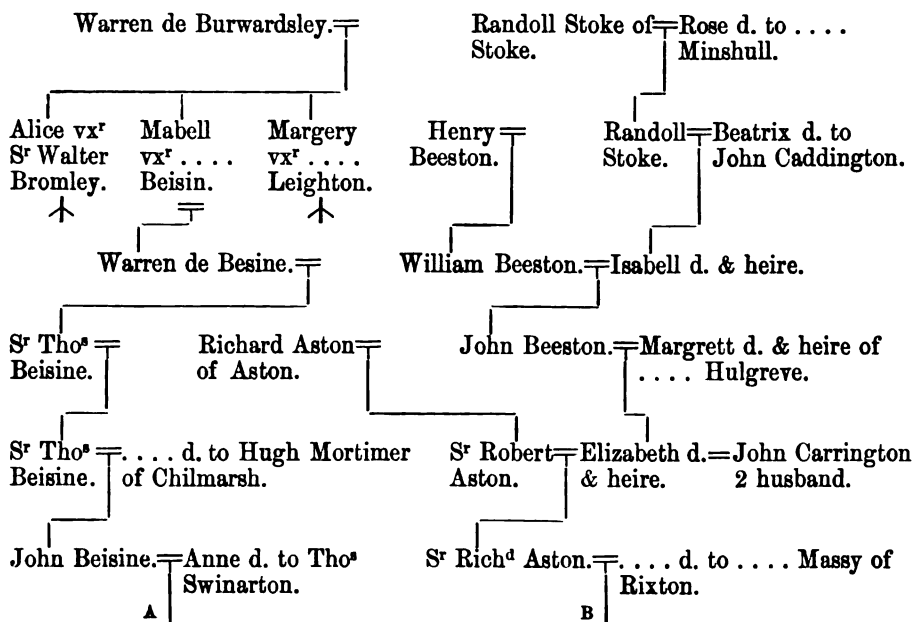 Warren de Burwardsley.
Randoll Stoke of Stoke.
Rose d. to . . . . Minshull.
Alice vxʳ
Sʳ Walter
Bromley.
Mabell
vxʳ . . . .
Beisin.
Margery
vxʳ . . . .
Leighton.
Henry
Beeston.
Randoll
Stoke.
Beatrix d. to
John Caddington.
Warren de Besine.
William Beeston.
Isabell d. & heire.
Sʳ Thoˢ
Beisine.
Richard Aston
of Aston.
John Beeston.
Margrett d. & heire of
. . . . Hulgreve.
Sʳ Thoˢ
Beisine.
. . . . d. to Hugh Mortimer
of Chilmarsh.
Sʳ Robert
Aston.
Elizabeth d.
& heire.
John Carrington
2 husband.
John Beisine.
Anne d. to Thoˢ
Swinarton.
Sʳ Richᵈ Aston.
. . . . d. to . . . . Massy of
Rixton.
A
B